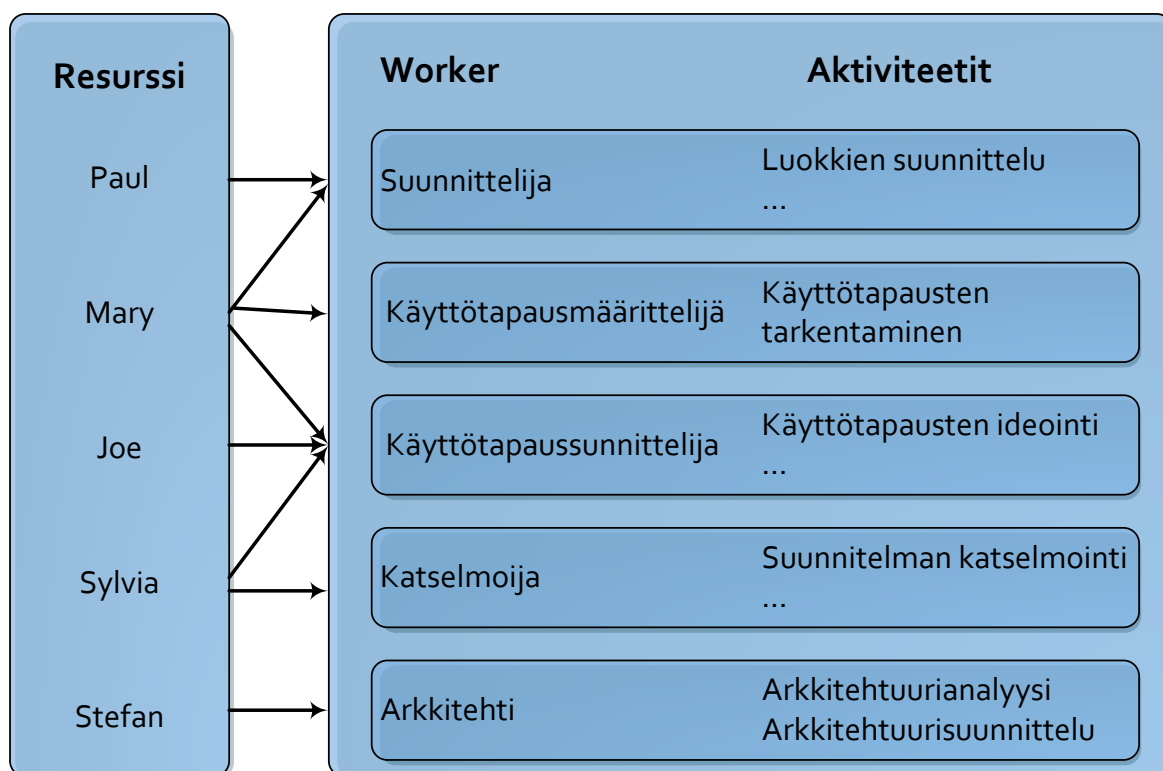 Resurssi
Paul
Mary
Joe
Sylvia
Stefan
Worker
Aktiviteetit
Suunnittelija
Luokkien suunnittelu
...
Käyttötapausmäärittelijä
Käyttötapausten
tarkentaminen
Käyttötapaussunnittelija
Käyttötapausten ideointi
...
Katselmoija
Suunnitelman katselmointi
...
Arkkitehti
Arkkitehtuurianalyysi
Arkkitehtuurisuunnittelu